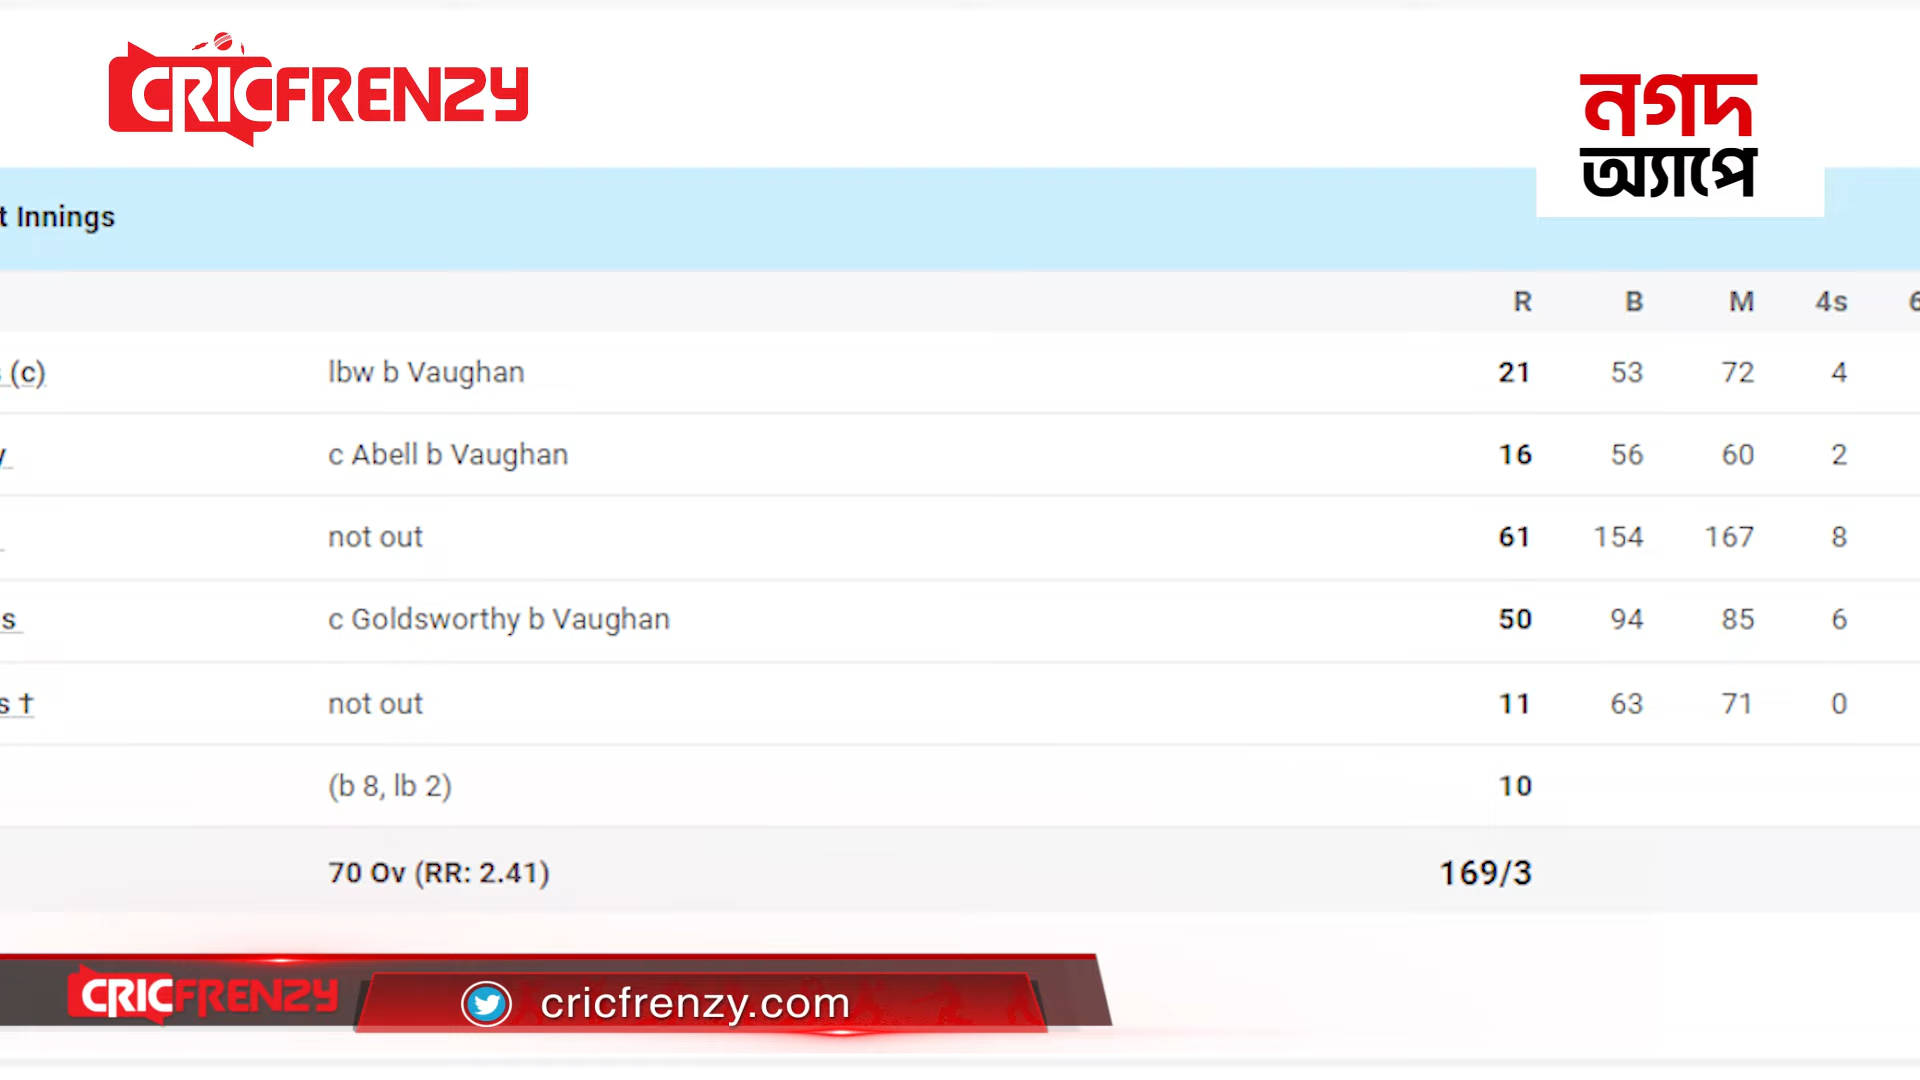 CRICFRENZY
নগদ
অ্যাপে
t Innings
R B M 4s 6
s (c) lbw b Vaughan 21 53 72 4
y c Abell b Vaughan 16 56 60 2
not out 61 154 167 8
s c Goldsworthy b Vaughan 50 94 85 6
s † not out 11 63 71 0
(b 8, lb 2) 10
70 Ov (RR: 2.41) 169/3
CRICFRENZY cricfrenzy.com